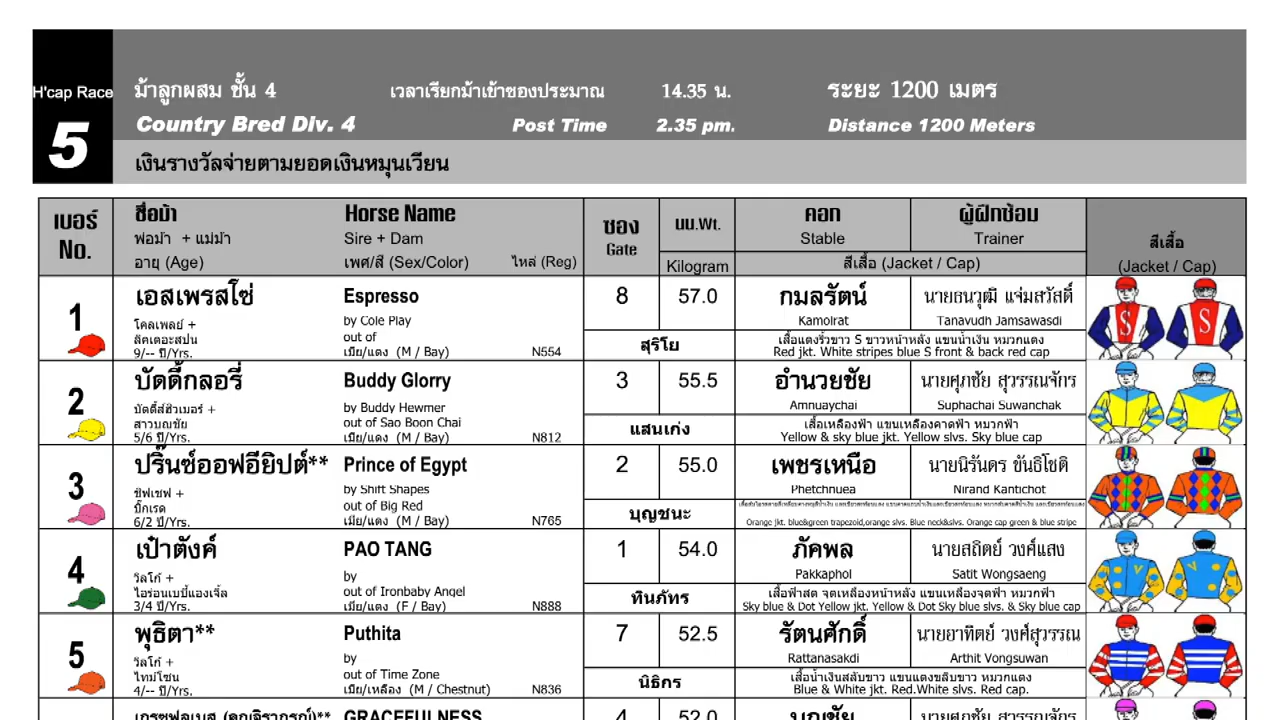 H'cap Race
5
ม้าลูกผสม ชั้น 4 เวลาเรียกม้าเข้าซองประมาณ 14.35 น. ระยะ 1200 เมตร
Country Bred Div. 4 Post Time 2.35 pm. Distance 1200 Meters
เงินรางวัลจ่ายตามยอดเงินหมุนเวียน
เบอร์ ชื่อม้า Horse Name ซอง นน.Wt. คอก ผู้ฝึกซ้อม สีเสื้อ
No. พ่อม้า + แม่ม้า Sire + Dam Gate Stable Trainer
อายุ (Age) เพศ/สี (Sex/Color) ไหล่ (Reg) Kilogram สีเสื้อ (Jacket / Cap) (Jacket / Cap)
1 เอสเพรสโซ่ Espresso 8 57.0 กมลรัตน์ นายธนวุฒิ แจ่มสวัสดิ์
โคลเพลย์ + by Cole Play Kamolrat Tanavudh Jamsawasdi
ลิคเตอะสปน out of สุริโย เสื้อแดงริ้วขาว S ขาวหน้าหลัง แขนน้ำเงิน หมวกแดง
9/-- ปี/Yrs. เมีย/แดง (M / Bay) N554 Red jkt. White stripes blue S front & back red cap
2 บัดดี้กลอรี่ Buddy Glorry 3 55.5 อำนวยชัย นายศุภชัย สุวรรณจักร
บัดดี้ส์ฮิวเมอร์ + by Buddy Hewmer Amnuaychai Suphachai Suwanchak
สาวบุญชัย out of Sao Boon Chai แสนเก่ง เสื้อเหลืองฟ้า แขนเหลืองคาดฟ้า หมวกฟ้า
5/6 ปี/Yrs. เมีย/แดง (M / Bay) N812 Yellow & sky blue jkt. Yellow slvs. Sky blue cap
3 ปริ๊นซ์ออฟอียิปต์** Prince of Egypt 2 55.0 เพชรเหนือ นายนิรันดร ขันธิโชติ
ชิฟเชฟ + by Shift Shapes Phetchnuea Nirand Kantichot
บิ๊กเรด out of Big Red บุญชนะ
6/2 ปี/Yrs. เมีย/แดง (M / Bay) N765 Orange jkt. blue&green trapezoid,orange slvs. Blue neck&slvs. Orange cap green & blue stripe
4 เป๋าตังค์ PAO TANG 1 54.0 ภัคพล นายสถิตย์ วงศ์แสง
วิลโก้ + by Pakkaphol Satit Wongsaeng
ไอร่อนเบบี้แองเจิ้ล out of Ironbaby Angel ทินภัทร เสื้อฟ้าสด จุดเหลืองหน้าหลัง แขนเหลืองจุดฟ้า หมวกฟ้า
3/4 ปี/Yrs. เมีย/แดง (F / Bay) N888 Sky blue & Dot Yellow jkt. Yellow & Dot Sky blue slvs. & Sky blue cap
5 พุธิตา** Puthita 7 52.5 รัตนศักดิ์ นายอาทิตย์ วงศ์สุวรรณ
วิลโก้ + by Rattanasakdi Arthit Vongsuwan
ไทม์โซน out of Time Zone นิธิกร เสื้อน้ำเงินสลับขาว แขนแดงขลิบขาว หมวกแดง
4/-- ปี/Yrs. เมีย/เหลือง (M / Chestnut) N836 Blue & White jkt. Red.White slvs. Red cap.
GRACEFULNESS 4 52.0 บุญชัย นายศุภชัย สุวรรณจักร